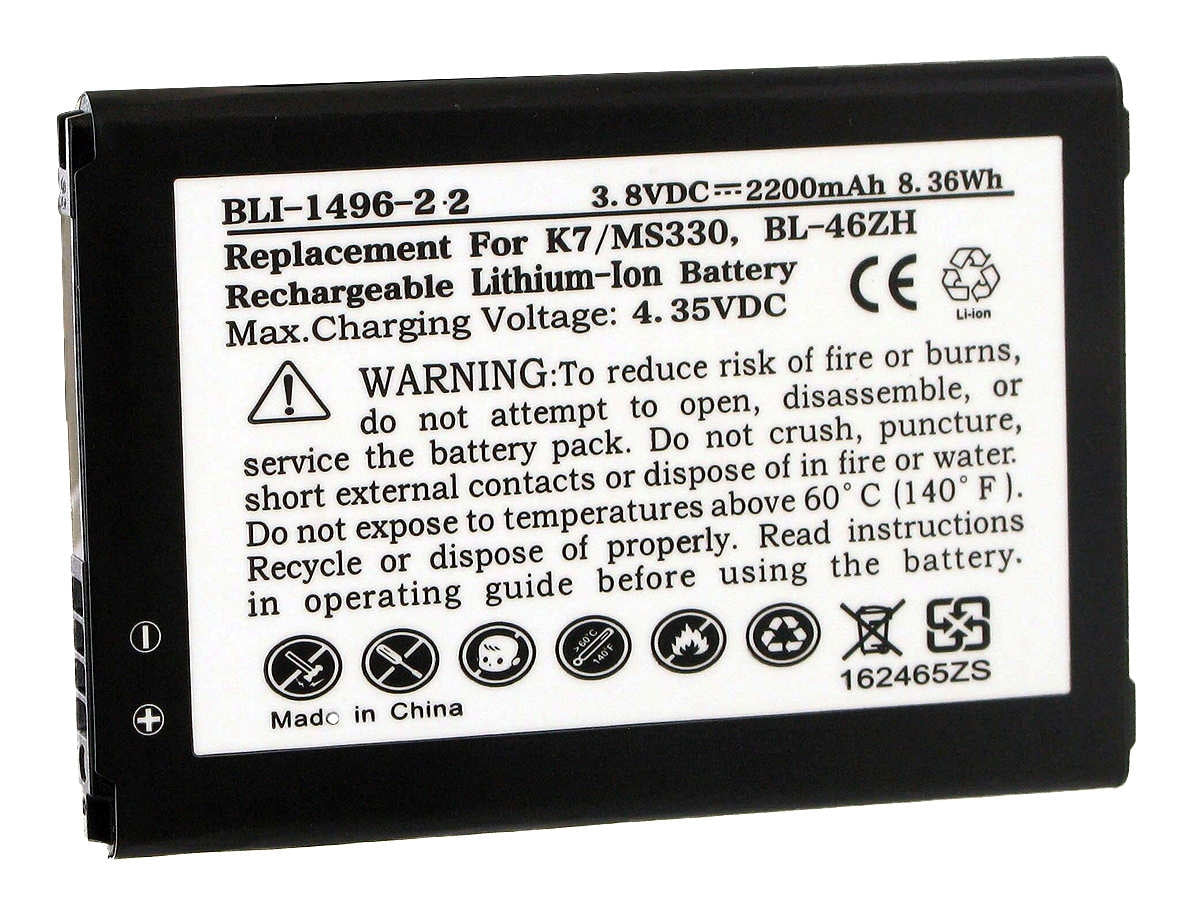 BLI-1496-2.2 3.8VDC⎓2200mAh 8.36Wh
Replacement For K7/MS330, BL-46ZH
Rechargeable Lithium-Ion Battery
Max.Charging Voltage: 4.35VDC
CE
Li-ion
WARNING:To reduce risk of fire or burns,
do not attempt to open, disassemble, or
service the battery pack. Do not crush, puncture,
short external contacts or dispose of in fire or water.
Do not expose to temperatures above 60°C (140°F).
Recycle or dispose of properly. Read instructions
in operating guide before using the battery.
>60°C
140°F
162465ZS
Made in China